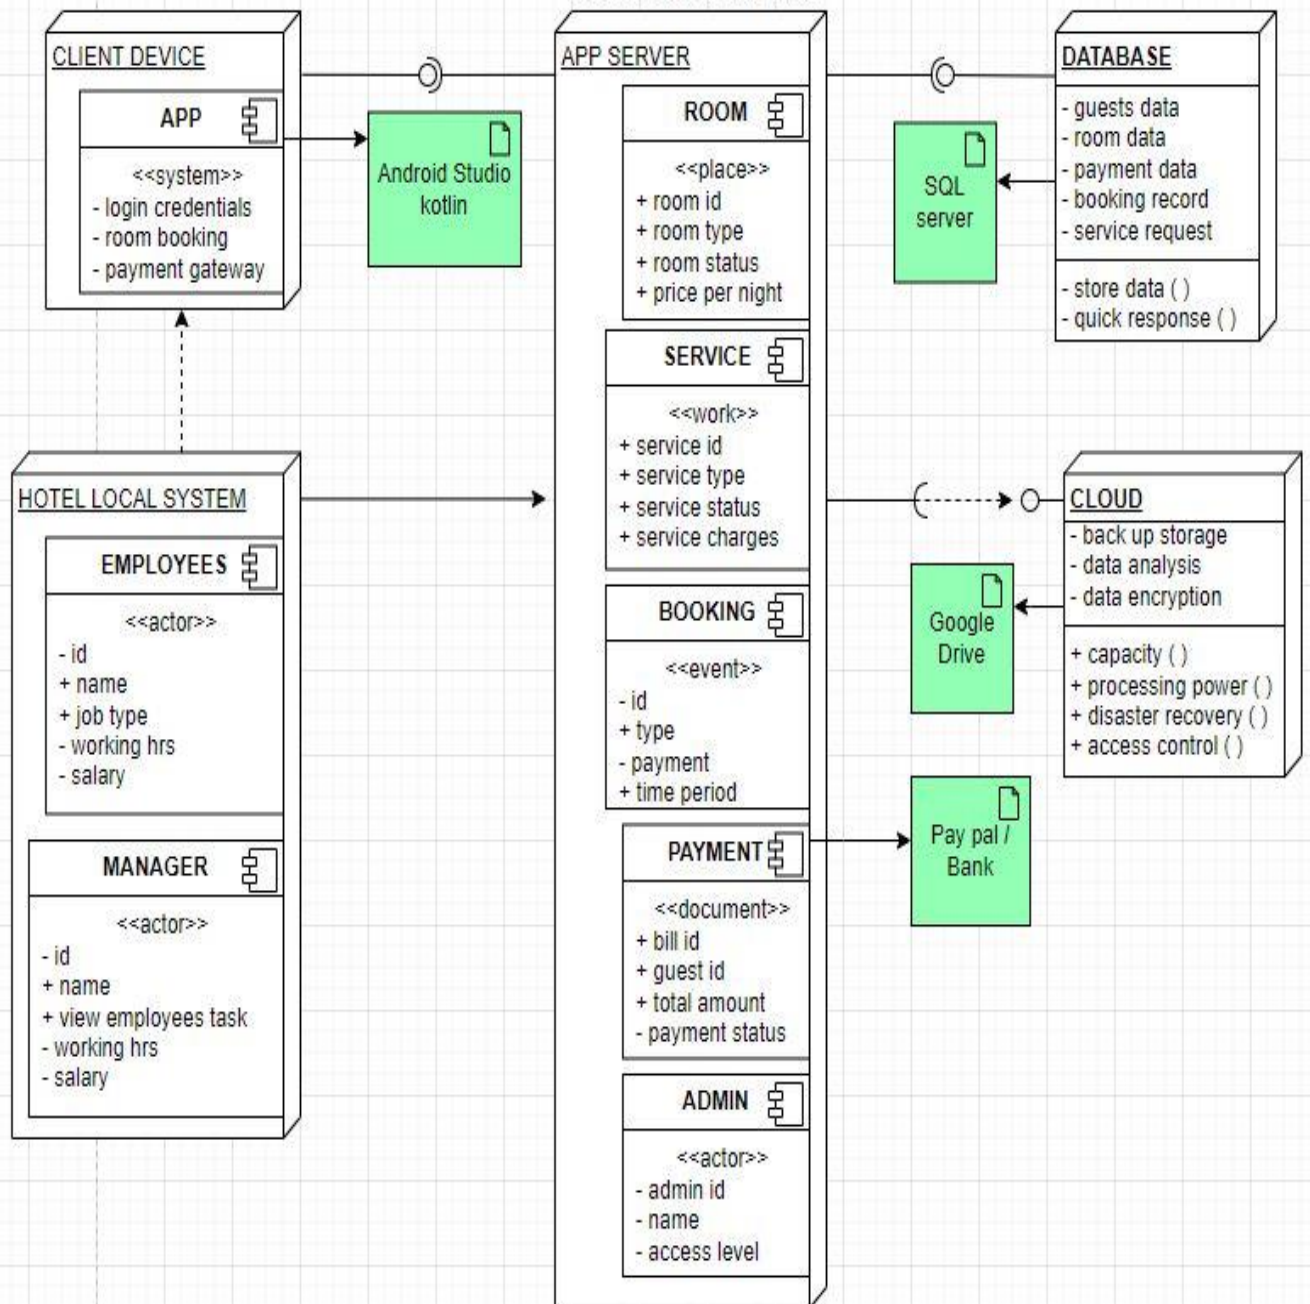 CLIENT DEVICE
APP
<<system>>
- login credentials
- room booking
- payment gateway
Android Studio
kotlin
HOTEL LOCAL SYSTEM
EMPLOYEES
<<actor>>
- id
+ name
+ job type
- working hrs
- salary
MANAGER
<<actor>>
- id
+ name
+ view employees task
- working hrs
- salary
APP SERVER
ROOM
<<place>>
+ room id
+ room type
+ room status
+ price per night
SERVICE
<<work>>
+ service id
+ service type
+ service status
+ service charges
BOOKING
<<event>>
- id
+ type
- payment
+ time period
PAYMENT
<<document>>
+ bill id
+ guest id
+ total amount
- payment status
ADMIN
<<actor>>
- admin id
- name
- access level
DATABASE
- guests data
- room data
- payment data
- booking record
- service request
- store data ( )
- quick response ( )
SQL
server
CLOUD
- back up storage
- data analysis
- data encryption
+ capacity ( )
+ processing power ( )
+ disaster recovery ( )
+ access control ( )
Google
Drive
Pay pal /
Bank